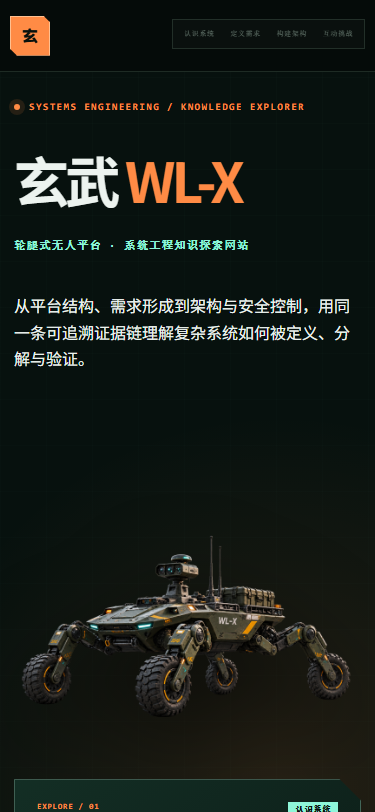 玄
认识系统 定义需求 构建架构 互动挑战
SYSTEMS ENGINEERING / KNOWLEDGE EXPLORER
玄武 WL-X
轮腿式无人平台 · 系统工程知识探索网站
从平台结构、需求形成到架构与安全控制，用同
一条可追溯证据链理解复杂系统如何被定义、分
解与验证。
WL-X
EXPLORE / 01
认识系统